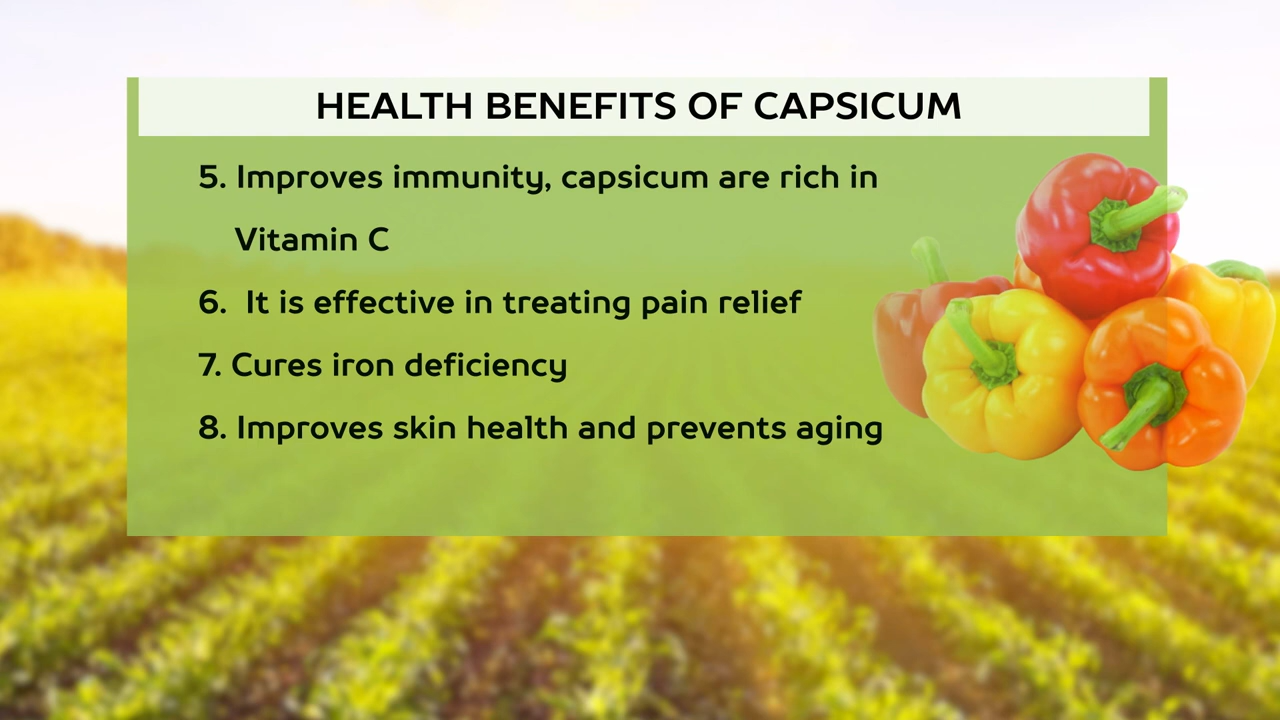 HEALTH BENEFITS OF CAPSICUM
5. Improves immunity, capsicum are rich in
Vitamin C
6. It is effective in treating pain relief
7. Cures iron deficiency
8. Improves skin health and prevents aging